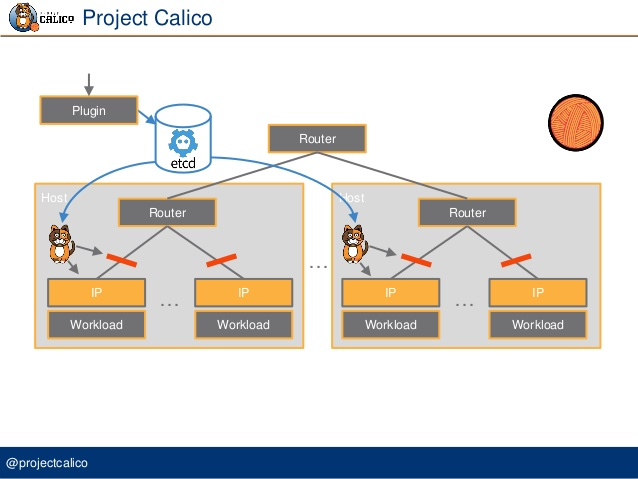 CALICO Project Calico
Plugin
etcd
Router
Host
Host
Router
Router
...
IP
IP
IP
IP
...
...
Workload
Workload
Workload
Workload
@projectcalico